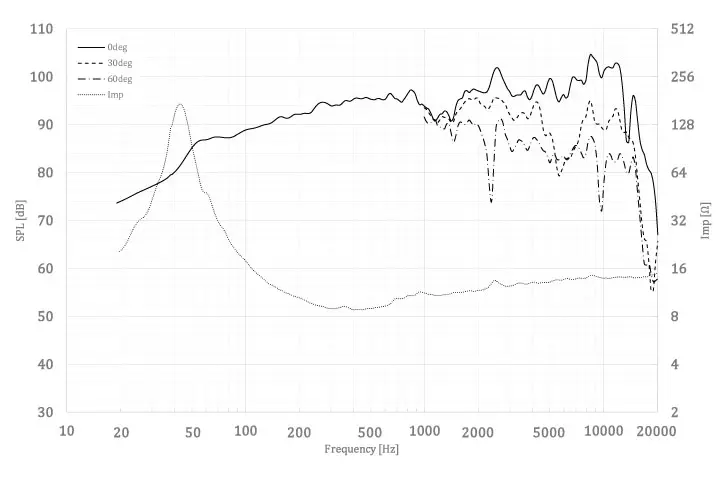 110
100
90
80
70
60
50
40
30
SPL [dB]
0deg
30deg
60deg
Imp
512
256
128
64
32
16
8
4
2
Imp [Ω]
10 20 50 100 200 500 1000 2000 5000 10000 20000
Frequency [Hz]